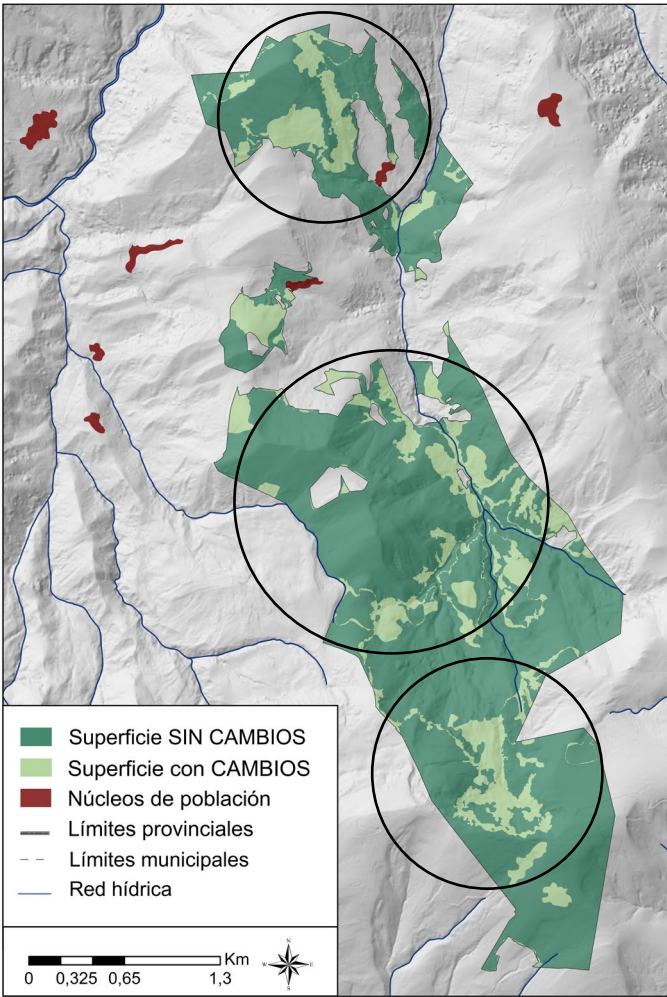 Superficie SIN CAMBIOS
Superficie con CAMBIOS
Núcleos de población
Límites provinciales
Límites municipales
Red hídrica
Km
0 0,325 0,65 1,3
N
W E
S